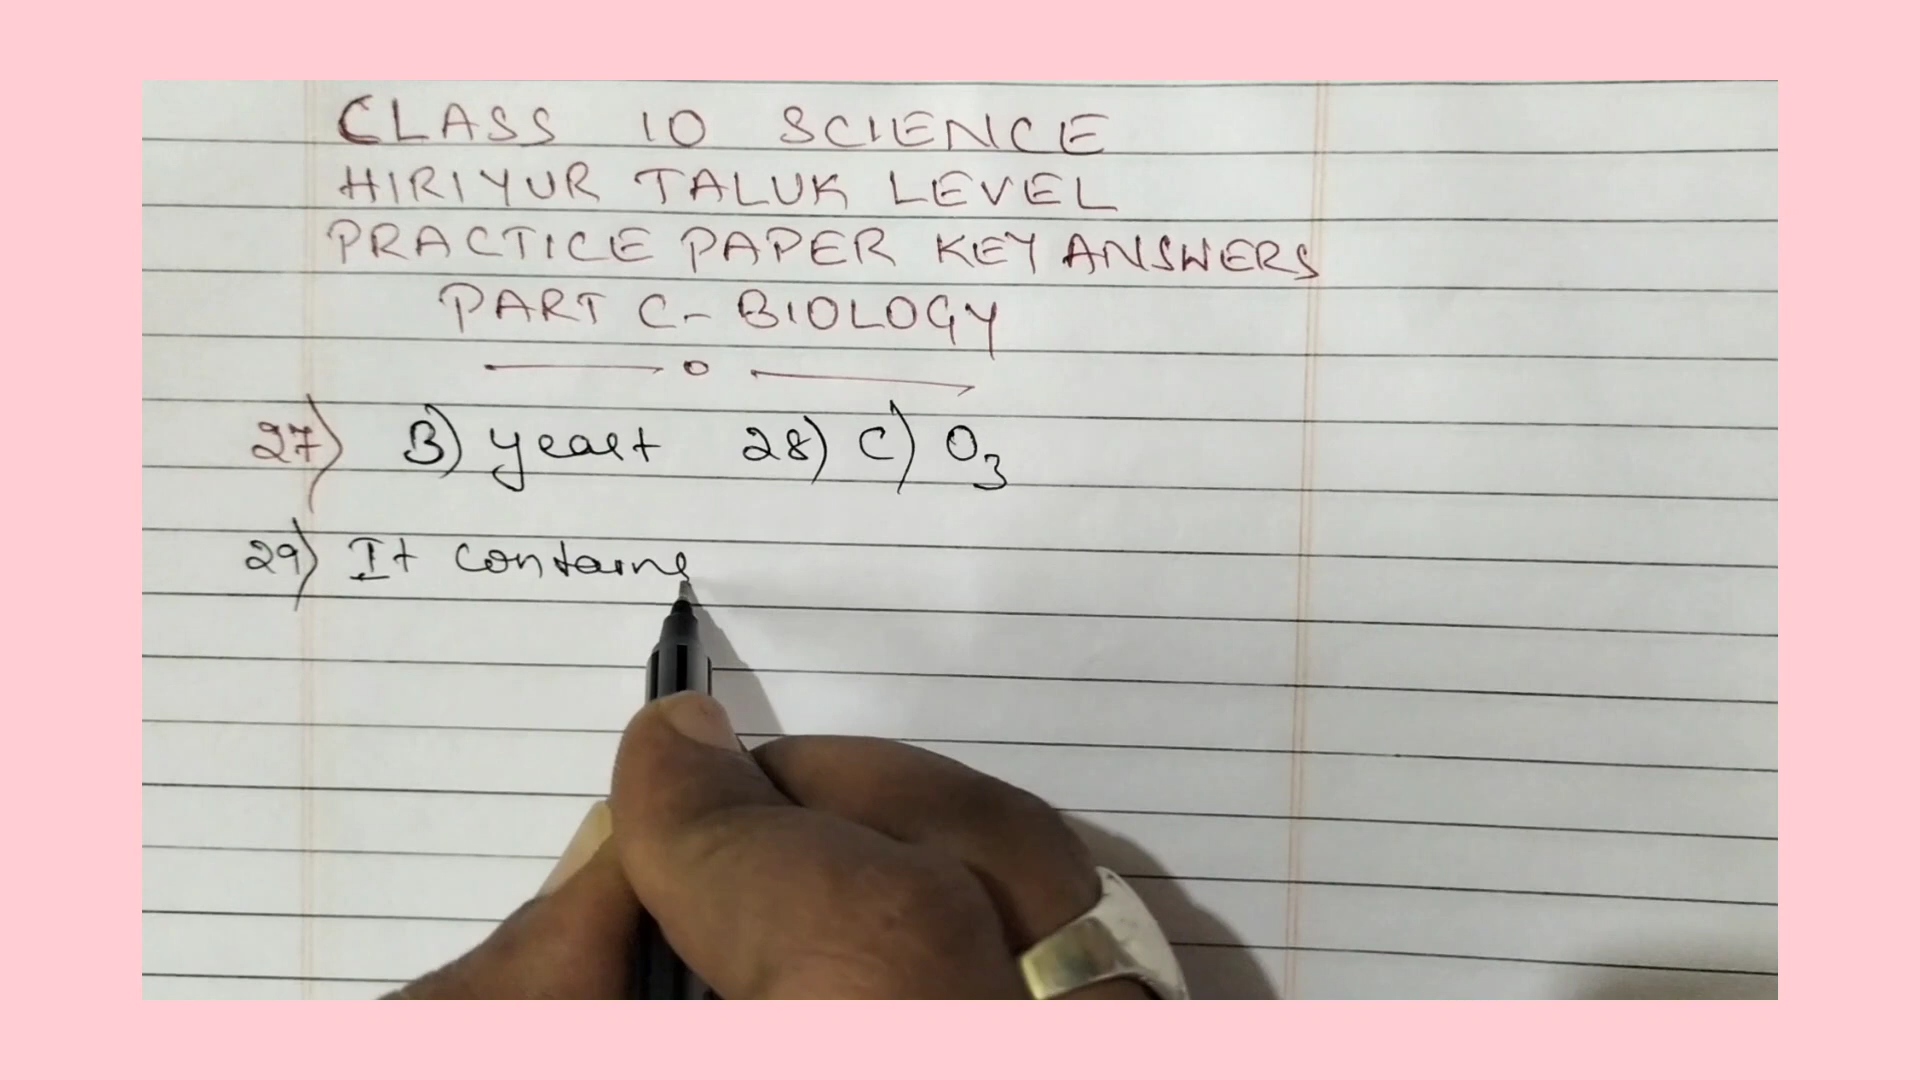 CLASS 10 SCIENCE
HIRIYUR TALUK LEVEL
PRACTICE PAPER KEY ANSWERS
PART C - BIOLOGY
27) B) yeast 28) C) O3
29) It contains